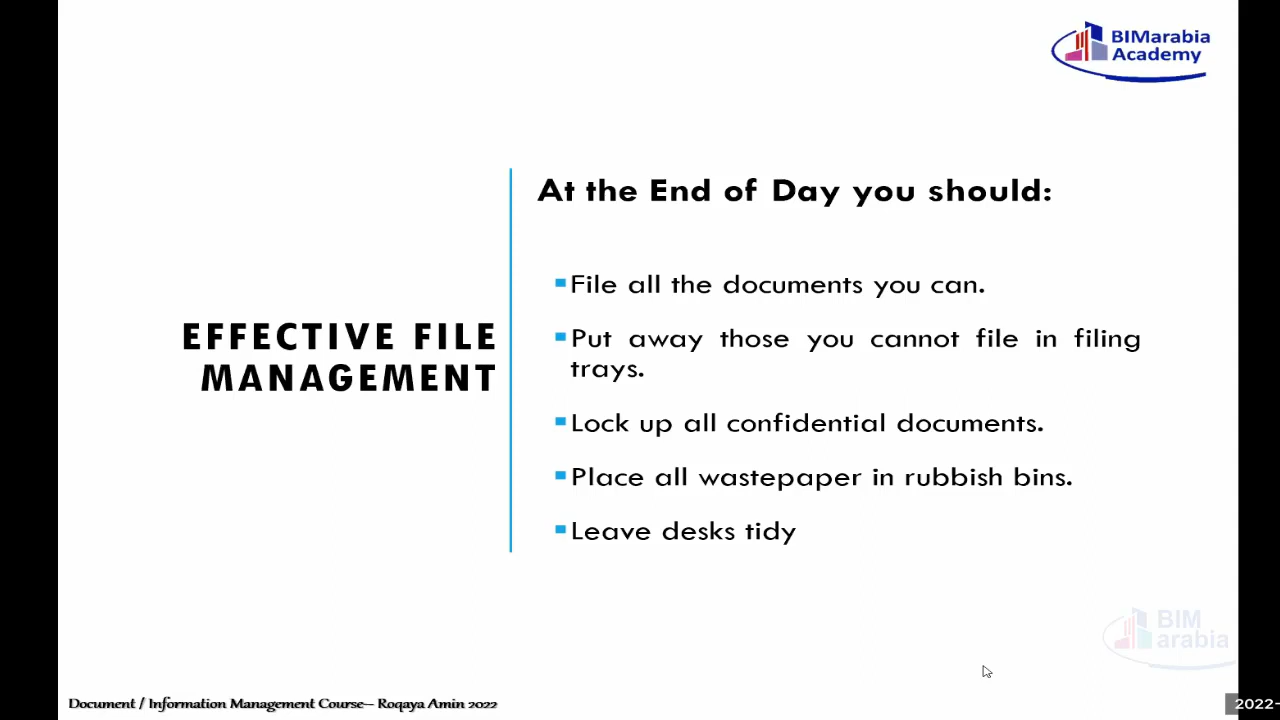 BIMarabia
Academy
At the End of Day you should:
File all the documents you can.
Put away those you cannot file in filing
trays.
Lock up all confidential documents.
Place all wastepaper in rubbish bins.
Leave desks tidy
EFFECTIVE FILE
MANAGEMENT
BIM
arabia
Document / Information Management Course– Roqaya Amin 2022
2022-